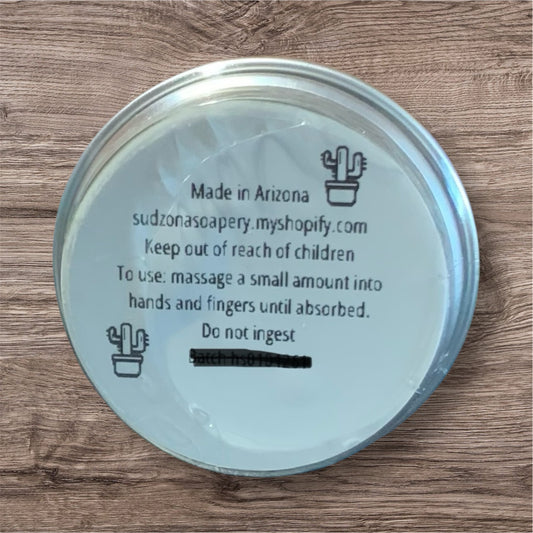 Made in Arizona
sudzonasoapery.myshopify.com
Keep out of reach of children
To use: massage a small amount into
hands and fingers until absorbed.
Do not ingest